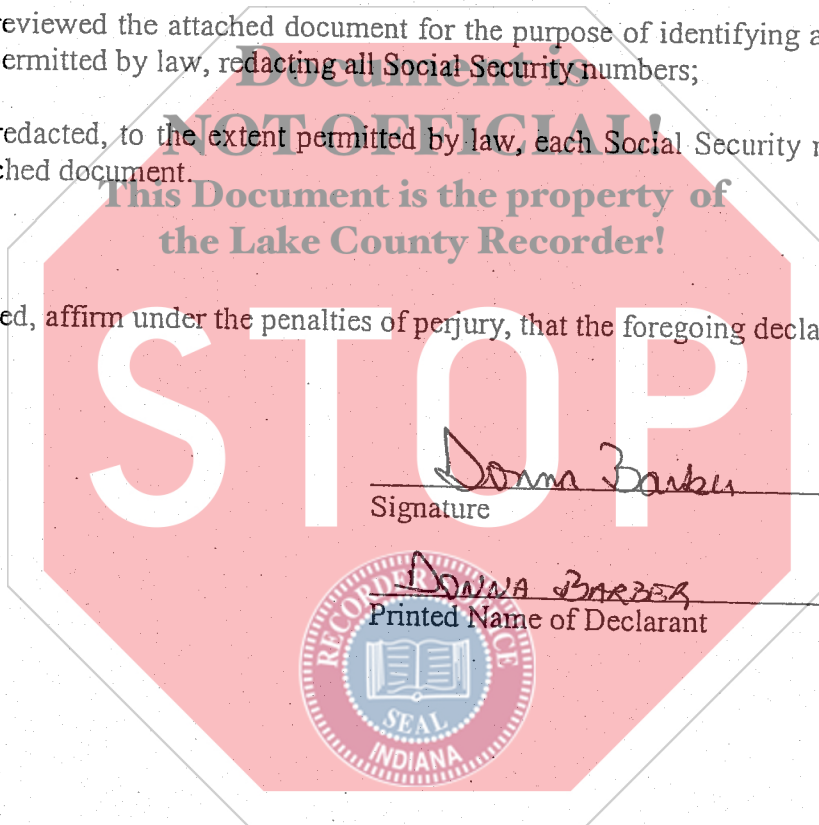 reviewed the attached document for the purpose of identifying a
ermitted by law, redacting all Social Security numbers;
Document is
redacted, to the extent permitted by law, each Social Security
NOT OFFICIAL!
ched document.
This Document is the property of
the Lake County Recorder!
ed, affirm under the penalties of perjury, that the foregoing decla
STOP
Donna Barber
Signature
DONNA BARBER
Printed Name of Declarant
RECORDER OFFICE
SEAL
INDIANA